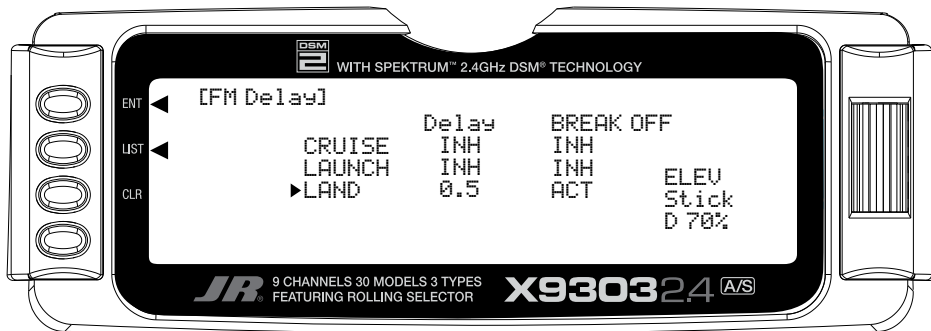 DSM
2
WITH SPEKTRUM™ 2.4GHz DSM® TECHNOLOGY
ENT
LIST
CLR
[FM Delay]
Delay BREAK OFF
CRUISE INH INH
LAUNCH INH INH
▶LAND 0.5 ACT
ELEV
Stick
D 70%
JR®
9 CHANNELS 30 MODELS 3 TYPES
FEATURING ROLLING SELECTOR
X9303 2.4 A/S